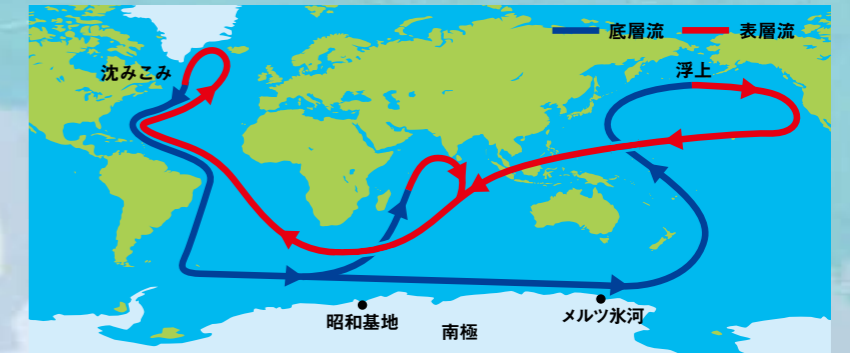 底層流 表層流
沈みこみ
浮上
昭和基地
南極
メルツ氷河